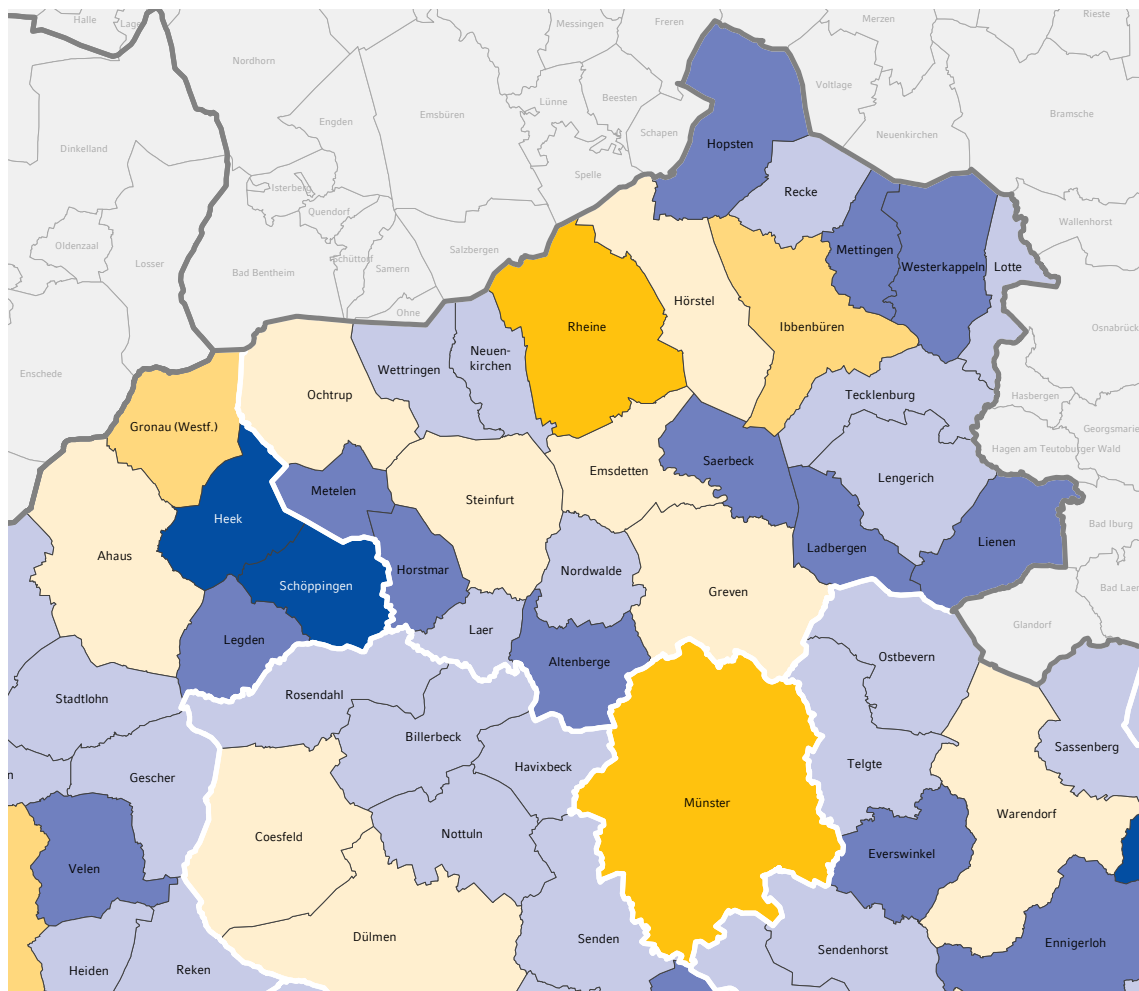 Halle
Lage
Messingen
Freren
Merzen
Rieste
Nordhorn
Voltlage
Lünne
Beesten
Emsbüren
Bramsche
Engden
Schapen
Neuenkirchen
Dinkelland
Hopsten
Spelle
Isterberg
Recke
Quendorf
Wallenhorst
Oldenzaal
Losser
Bad Bentheim
Schüttorf
Samern
Salzbergen
Mettingen
Westerkappeln
Lotte
Hörstel
Ohne
Rheine
Ibbenbüren
Osnabrück
Enschede
Wettringen
Neuen-
kirchen
Ochtrup
Tecklenburg
Hasbergen
Gronau (Westf.)
Georgsmarie
Hagen am Teutoburger Wald
Saerbeck
Emsdetten
Lengerich
Metelen
Steinfurt
Heek
Bad Iburg
Lienen
Ahaus
Ladbergen
Horstmar
Nordwalde
Schöppingen
Greven
Bad Laer
Glandorf
Legden
Laer
Altenberge
Ostbevern
Stadtlohn
Rosendahl
Billerbeck
Sassenberg
Havixbeck
Telgte
n
Gescher
Münster
Warendorf
Coesfeld
Nottuln
Everswinkel
Velen
Dülmen
Senden
Ennigerloh
Sendenhorst
Heiden
Reken